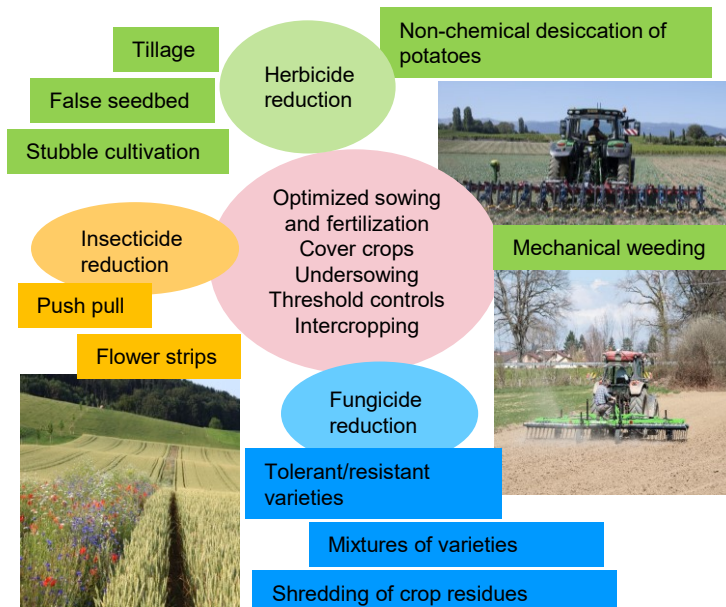 Non-chemical desiccation of
potatoes
Tillage
Herbicide
reduction
False seedbed
Stubble cultivation
Optimized sowing
and fertilization
Cover crops
Undersowing
Threshold controls
Intercropping
Insecticide
reduction
Mechanical weeding
Push pull
Flower strips
Fungicide
reduction
Tolerant/resistant
varieties
Mixtures of varieties
Shredding of crop residues